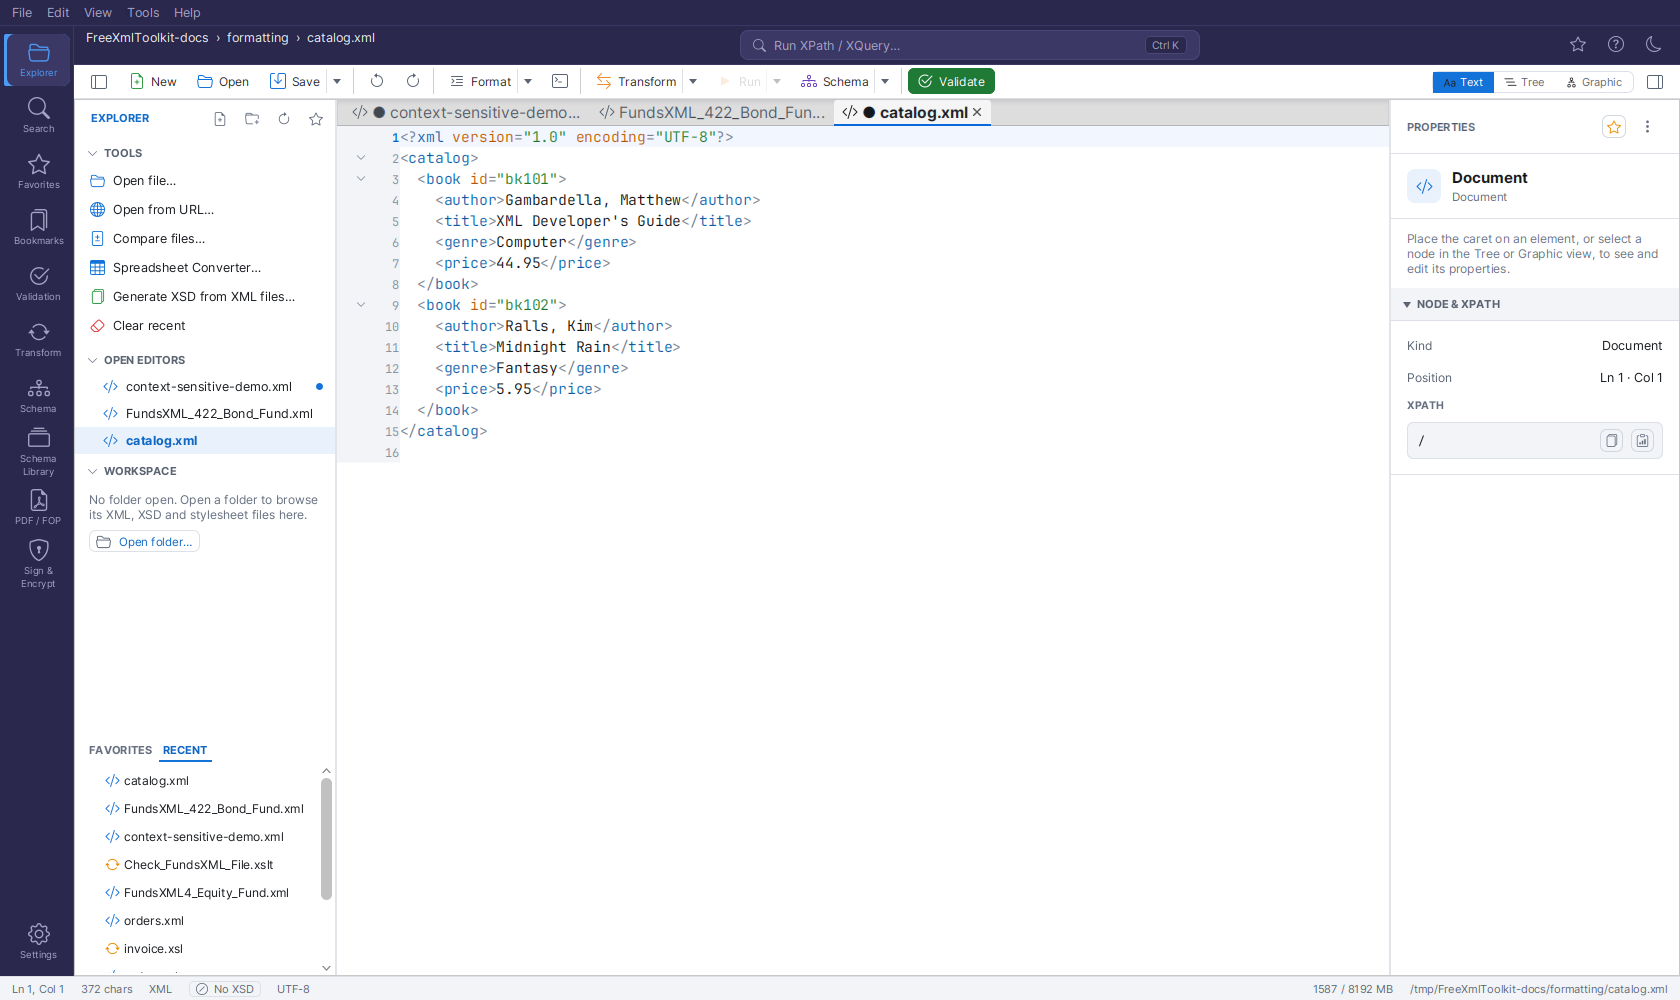 File Edit View Tools Help
FreeXmlToolkit-docs › formatting › catalog.xml
Run XPath / XQuery...
Ctrl K
New Open Save Format Transform Run Schema Validate
Aa Text Tree Graphic
Explorer
Search
Favorites
Bookmarks
Validation
Transform
Schema
Schema
Library
PDF / FOP
Sign &
Encrypt
Settings
EXPLORER
TOOLS
Open file...
Open from URL...
Compare files...
Spreadsheet Converter...
Generate XSD from XML files...
Clear recent
OPEN EDITORS
context-sensitive-demo.xml
FundsXML_422_Bond_Fund.xml
catalog.xml
WORKSPACE
No folder open. Open a folder to browse
its XML, XSD and stylesheet files here.
Open folder...
FAVORITES RECENT
catalog.xml
FundsXML_422_Bond_Fund.xml
context-sensitive-demo.xml
Check_FundsXML_File.xslt
FundsXML4_Equity_Fund.xml
orders.xml
invoice.xsl
</> ● context-sensitive-demo... </> FundsXML_422_Bond_Fun... </> ● catalog.xml ×
1 <?xml version="1.0" encoding="UTF-8"?>
2 <catalog>
3 <book id="bk101">
4 <author>Gambardella, Matthew</author>
5 <title>XML Developer's Guide</title>
6 <genre>Computer</genre>
7 <price>44.95</price>
8 </book>
9 <book id="bk102">
10 <author>Ralls, Kim</author>
11 <title>Midnight Rain</title>
12 <genre>Fantasy</genre>
13 <price>5.95</price>
14 </book>
15 </catalog>
16
PROPERTIES
Document
Document
Place the caret on an element, or select a
node in the Tree or Graphic view, to see and
edit its properties.
NODE & XPATH
Kind Document
Position Ln 1 · Col 1
XPATH
/
Ln 1, Col 1 372 chars XML No XSD UTF-8
1587 / 8192 MB /tmp/FreeXmlToolkit-docs/formatting/catalog.xml